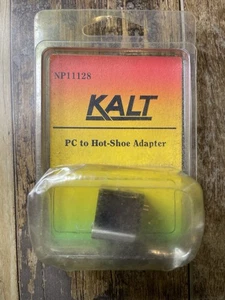 NP11128
KALT
PC to Hot-Shoe Adapter